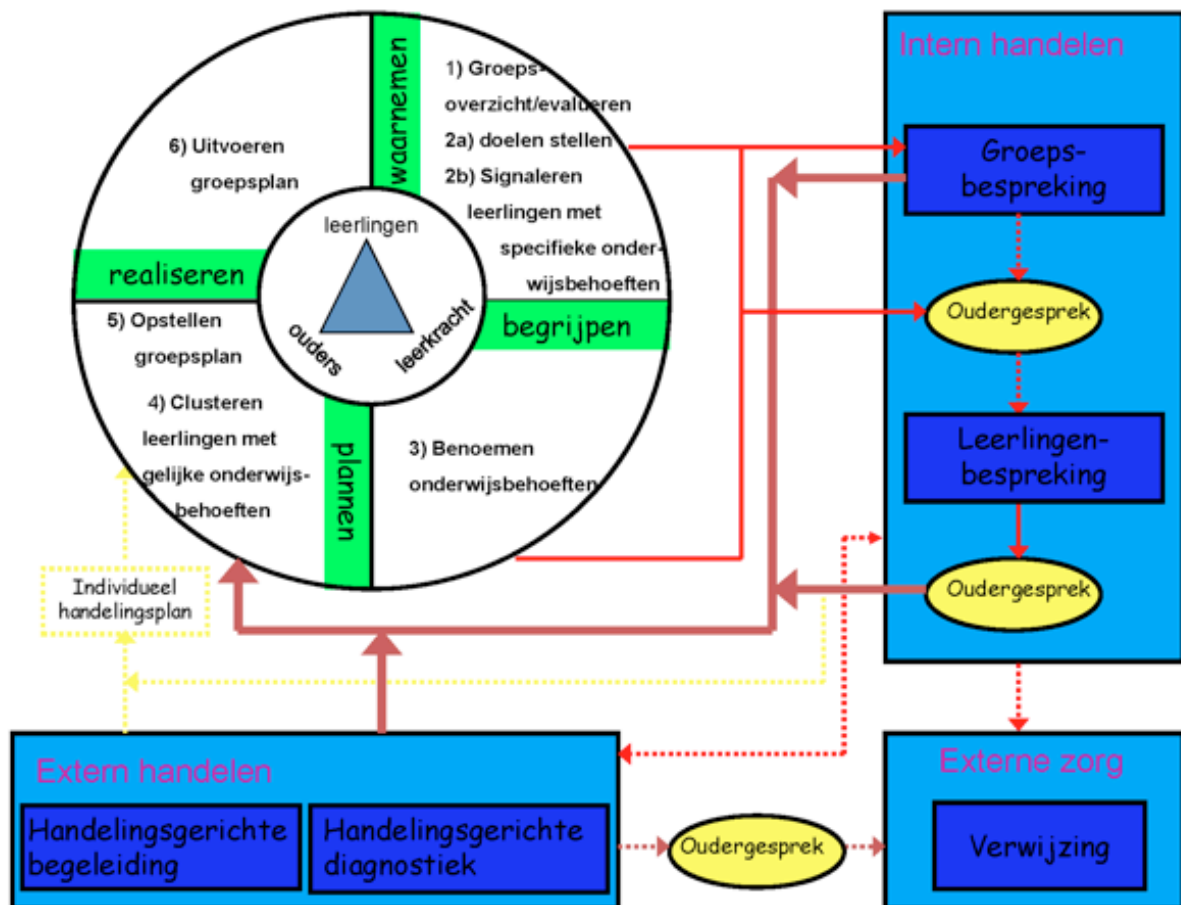 waarnemen
1) Groeps-
overzicht/evalueren
2a) doelen stellen
2b) Signaleren
leerlingen met
specifieke onder-
wijsbehoeften
begrijpen
3) Benoemen
onderwijsbehoeften
plannen
4) Clusteren
leerlingen met
gelijke onderwijs-
behoeften
5) Opstellen
groepsplan
realiseren
6) Uitvoeren
groepsplan
leerlingen
ouders
leerkracht
Intern handelen
Groeps-
bespreking
Oudergesprek
Leerlingen-
bespreking
Oudergesprek
Individueel
handelingsplan
Extern handelen
Handelingsgerichte
begeleiding
Handelingsgerichte
diagnostiek
Oudergesprek
Externe zorg
Verwijzing